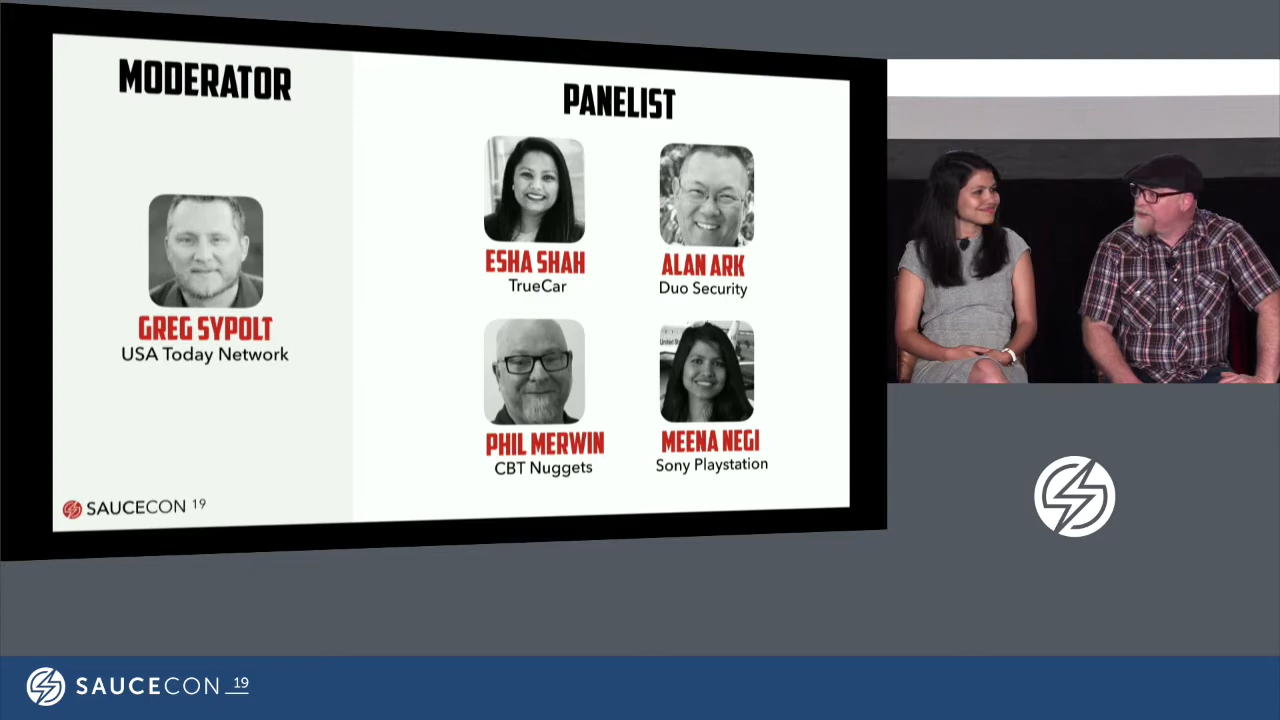 MODERATOR
GREG SYPOLT
USA Today Network
PANELIST
ESHA SHAH
TrueCar
ALAN ARK
Duo Security
PHIL MERWIN
CBT Nuggets
MEENA NEGI
Sony Playstation
SAUCECON 19
SAUCECON 19